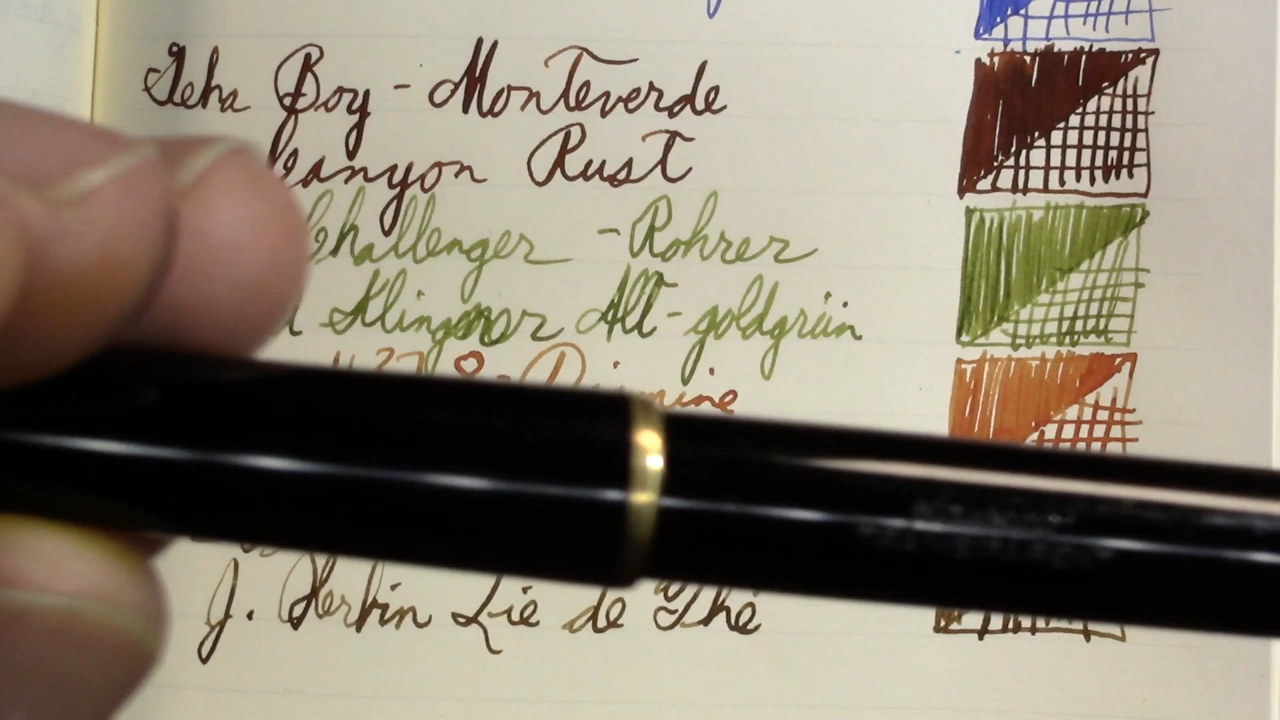 Geha Boy - Monteverde
Canyon Rust
Challenger - Rohrer
Klingner Alt-goldgrün
J. Herbin Lie de Thé